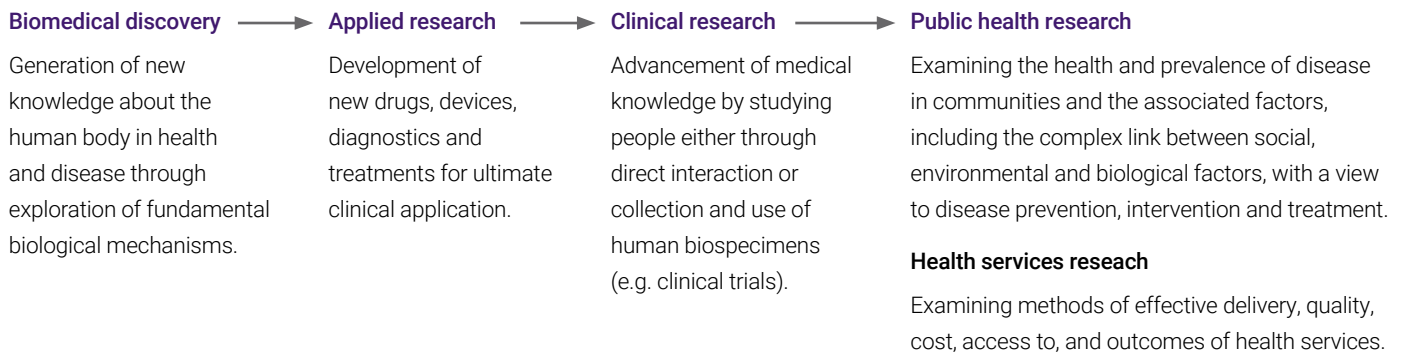 Biomedical discovery
Generation of new
knowledge about the
human body in health
and disease through
exploration of fundamental
biological mechanisms.
Applied research
Development of
new drugs, devices,
diagnostics and
treatments for ultimate
clinical application.
Clinical research
Advancement of medical
knowledge by studying
people either through
direct interaction or
collection and use of
human biospecimens
(e.g. clinical trials).
Public health research
Examining the health and prevalence of disease
in communities and the associated factors,
including the complex link between social,
environmental and biological factors, with a view
to disease prevention, intervention and treatment.
Health services reseach
Examining methods of effective delivery, quality,
cost, access to, and outcomes of health services.